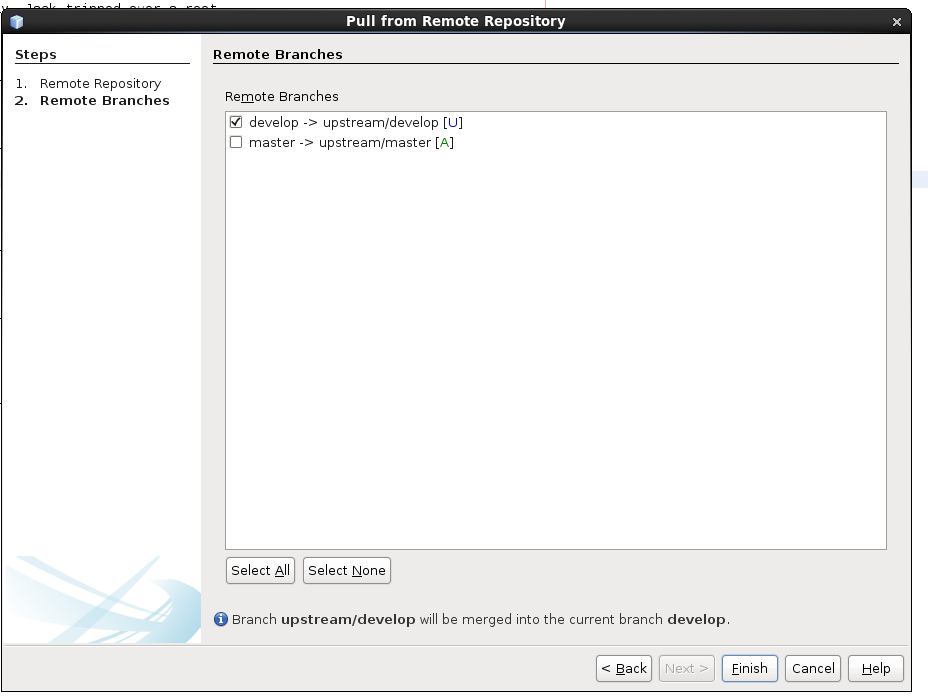 Jack tripped over a root
Pull from Remote Repository
Steps
1. Remote Repository
2. Remote Branches
Remote Branches
Remote Branches
develop -> upstream/develop [U]
master -> upstream/master [A]
Select All Select None
Branch upstream/develop will be merged into the current branch develop.
< Back Next > Finish Cancel Help